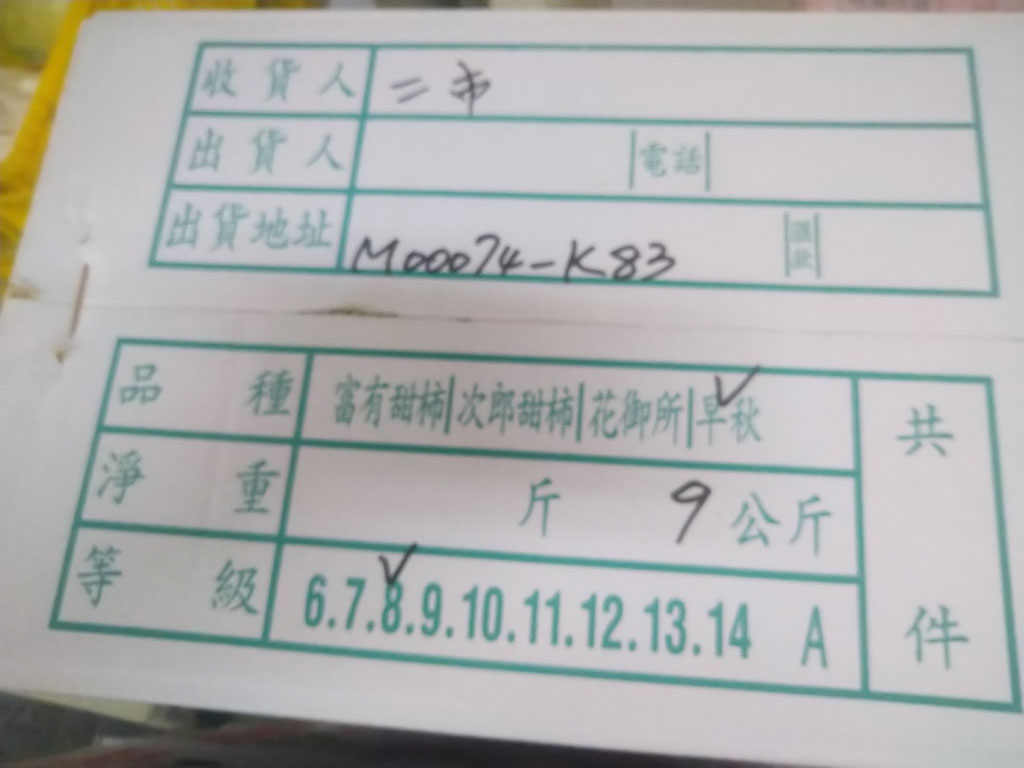 收貨人 二市
出貨人 電話
出貨地址 M00074-K83
品種 富有甜柿|次郎甜柿|花御所|早秋 ✓
淨重 斤 9公斤
等級 6.7.8.9.10.11.12.13.14 A ✓
共件